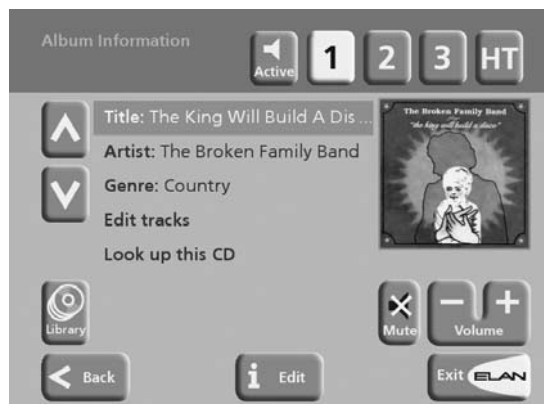 Album Information
Active
1
2
3
HT
Title: The King Will Build A Dis ...
Artist: The Broken Family Band
Genre: Country
Edit tracks
Look up this CD
The Broken Family Band
"the king will build a disco"
Library
Mute
Volume
Back
i Edit
Exit ELAN